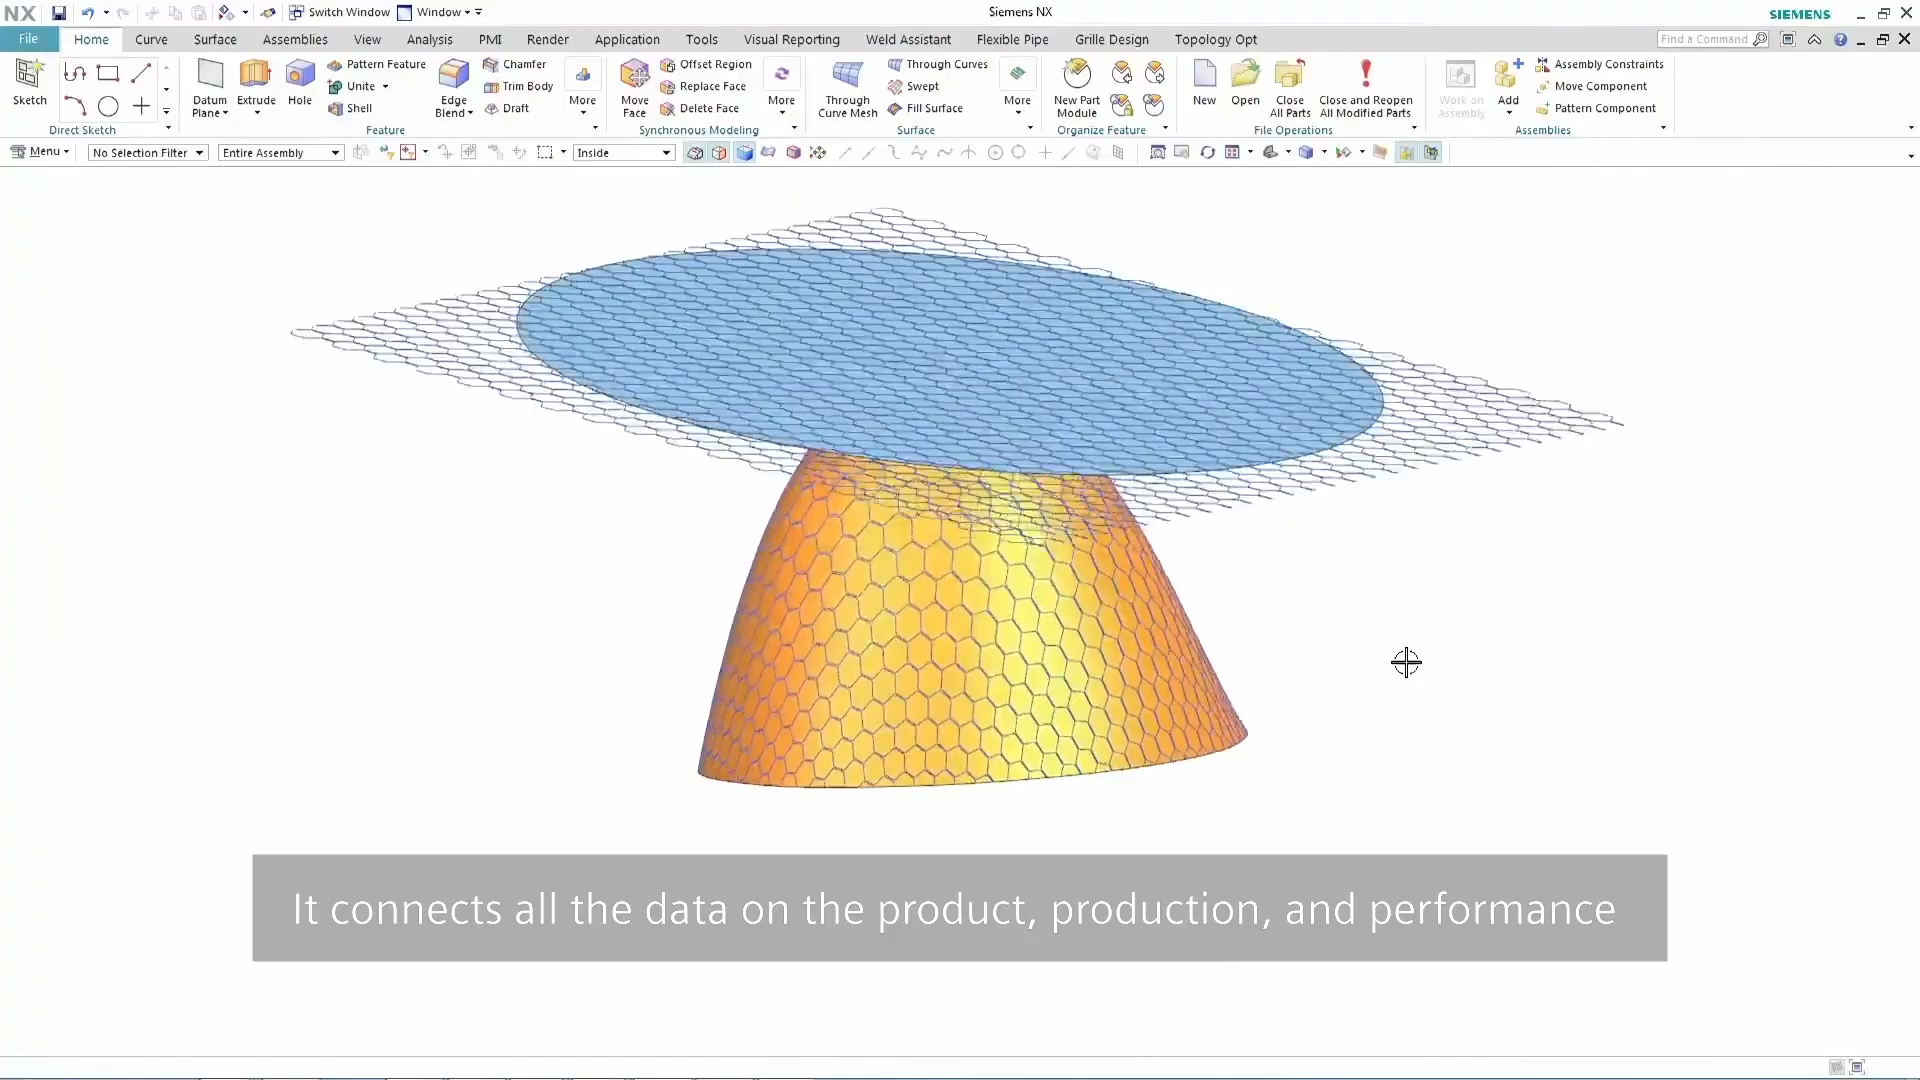 NX Switch Window Window Siemens NX SIEMENS
File Home Curve Surface Assemblies View Analysis PMI Render Application Tools Visual Reporting Weld Assistant Flexible Pipe Grille Design Topology Opt Find a Command
Sketch
Direct Sketch
Datum Plane
Extrude
Hole
Pattern Feature
Unite
Shell
Edge Blend
Chamfer
Trim Body
Draft
More
Feature
Move Face
Offset Region
Replace Face
Delete Face
More
Synchronous Modeling
Through Curve Mesh
Through Curves
Swept
Fill Surface
More
Surface
New Part Module
Organize Feature
New
Open
Close All Parts
Close and Reopen All Modified Parts
File Operations
Work on Assembly
Add
Assembly Constraints
Move Component
Pattern Component
Assemblies
Menu No Selection Filter Entire Assembly Inside
It connects all the data on the product, production, and performance